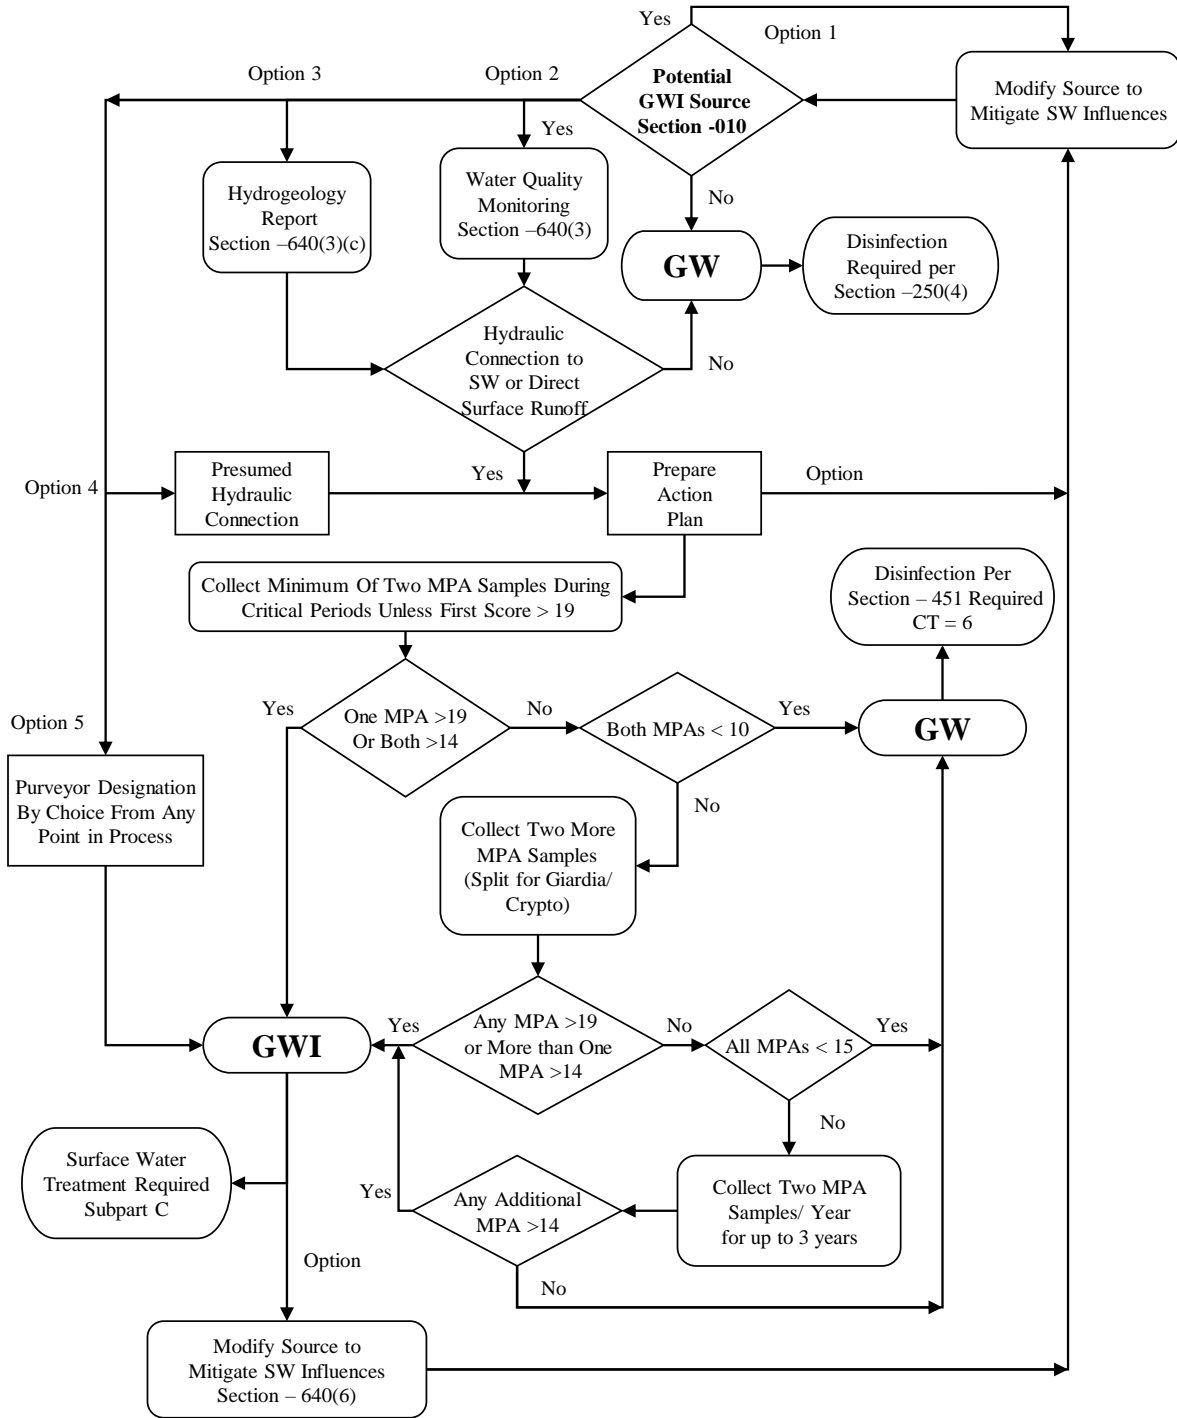 Yes
Option 1
Option 3
Option 2
Potential
GWI Source
Section -010
Modify Source to
Mitigate SW Influences
Yes
Hydrogeology
Report
Section –640(3)(c)
Water Quality
Monitoring
Section –640(3)
No
GW
Disinfection
Required per
Section –250(4)
Hydraulic
Connection to
SW or Direct
Surface Runoff
No
Option 4
Presumed
Hydraulic
Connection
Yes
Prepare
Action
Plan
Option
Collect Minimum Of Two MPA Samples During
Critical Periods Unless First Score > 19
Disinfection Per
Section – 451 Required
CT = 6
Option 5
Yes
One MPA >19
Or Both >14
No
Both MPAs < 10
Yes
GW
Purveyor Designation
By Choice From Any
Point in Process
No
Collect Two More
MPA Samples
(Split for Giardia/
Crypto)
GWI
Yes
Any MPA >19
or More than One
MPA >14
No
All MPAs < 15
Yes
No
Surface Water
Treatment Required
Subpart C
Yes
Any Additional
MPA >14
Collect Two MPA
Samples/ Year
for up to 3 years
Option
No
Modify Source to
Mitigate SW Influences
Section – 640(6)